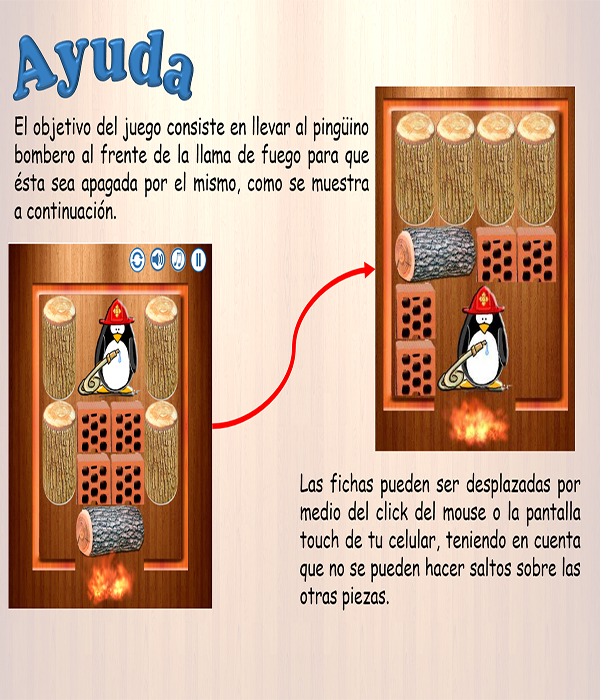 Ayuda
El objetivo del juego consiste en llevar al pingüino
bombero al frente de la llama de fuego para que
ésta sea apagada por el mismo, como se muestra
a continuación.
Las fichas pueden ser desplazadas por
medio del click del mouse o la pantalla
touch de tu celular, teniendo en cuenta
que no se pueden hacer saltos sobre las
otras piezas.